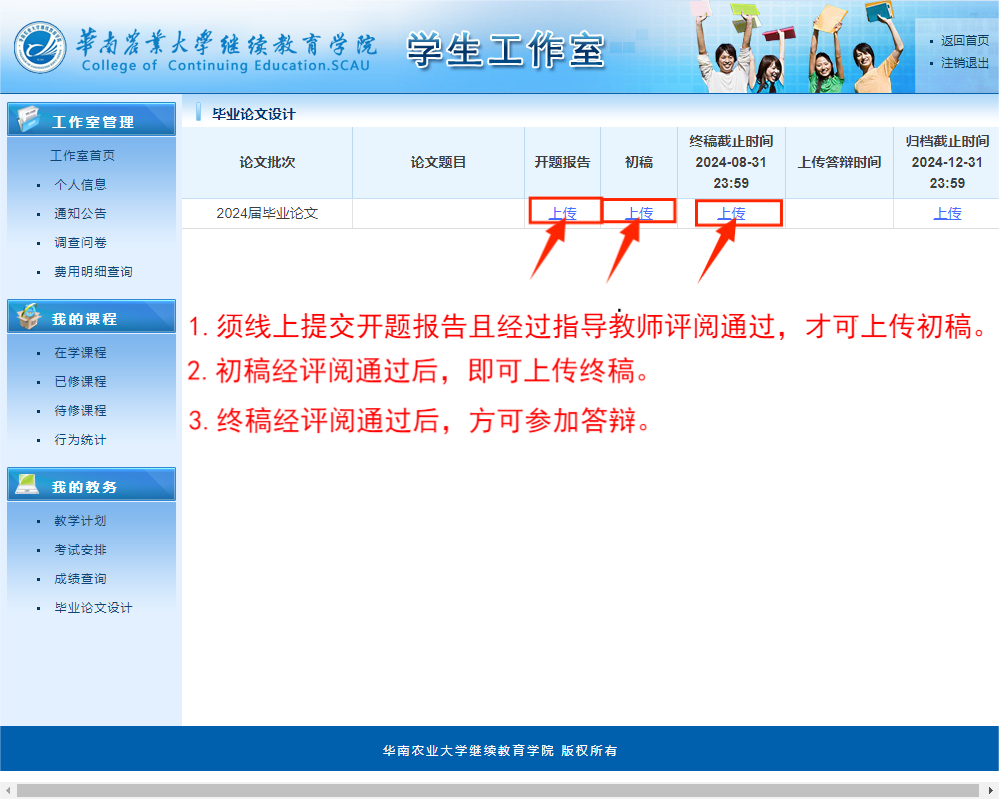 華南农業大學继续教育学院
College of Continuing Education.SCAU
学生工作室
返回首页
注销退出
工作室管理
工作室首页
个人信息
通知公告
调查问卷
费用明细查询
我的课程
在学课程
已修课程
待修课程
行为统计
我的教务
教学计划
考试安排
成绩查询
毕业论文设计
毕业论文设计
论文批次 论文题目 开题报告 初稿 终稿截止时间 2024-08-31 23:59 上传答辩时间 归档截止时间 2024-12-31 23:59
2024届毕业论文 上传 上传 上传 上传
1. 须线上提交开题报告且经过指导教师评阅通过，才可上传初稿。
2. 初稿经评阅通过后，即可上传终稿。
3. 终稿经评阅通过后，方可参加答辩。
华南农业大学继续教育学院 版权所有